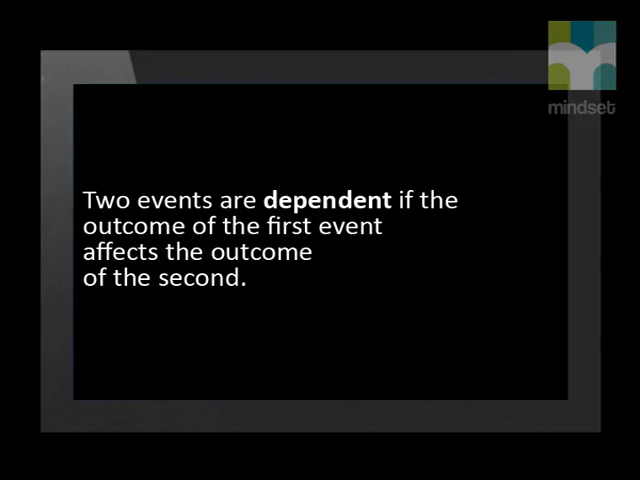 mindset
Two events are dependent if the
outcome of the first event
affects the outcome
of the second.